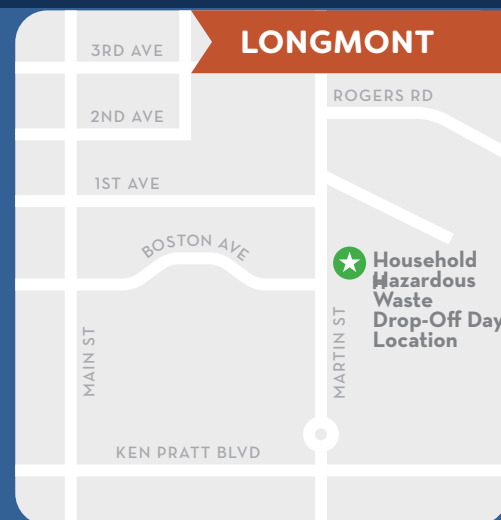 LONGMONT
3RD AVE
ROGERS RD
2ND AVE
1ST AVE
BOSTON AVE
Household
Hazardous
Waste
Drop-Off Day
Location
MAIN ST
MARTIN ST
KEN PRATT BLVD